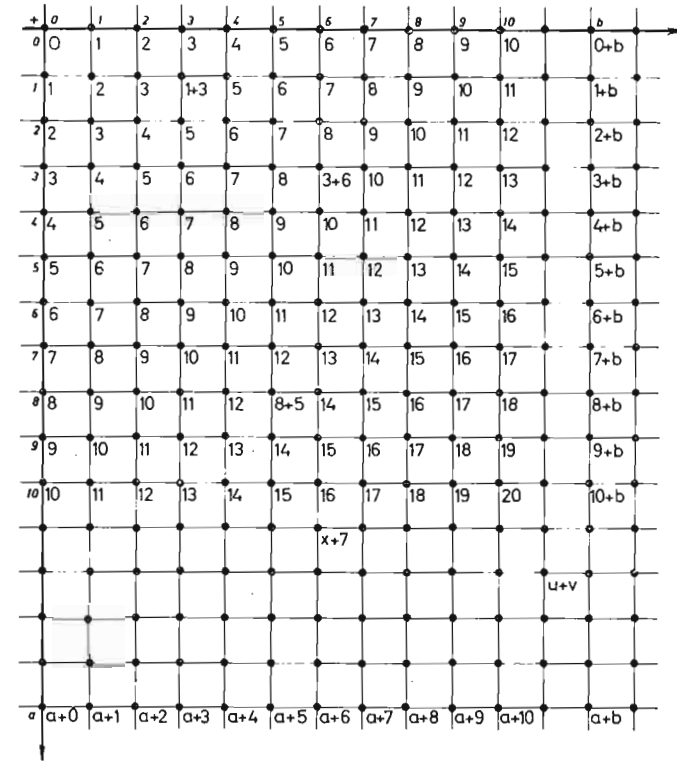 + 0 1 2 3 4 5 6 7 8 9 10 b
0 0 1 2 3 4 5 6 7 8 9 10 0+b
1 1 2 3 1+3 5 6 7 8 9 10 11 1+b
2 2 3 4 5 6 7 8 9 10 11 12 2+b
3 3 4 5 6 7 8 3+6 10 11 12 13 3+b
4 4 5 6 7 8 9 10 11 12 13 14 4+b
5 5 6 7 8 9 10 11 12 13 14 15 5+b
6 6 7 8 9 10 11 12 13 14 15 16 6+b
7 7 8 9 10 11 12 13 14 15 16 17 7+b
8 8 9 10 11 12 8+5 14 15 16 17 18 8+b
9 9 10 11 12 13 14 15 16 17 18 19 9+b
10 10 11 12 13 14 15 16 17 18 19 20 10+b
x+7
u+v
a a+0 a+1 a+2 a+3 a+4 a+5 a+6 a+7 a+8 a+9 a+10 a+b